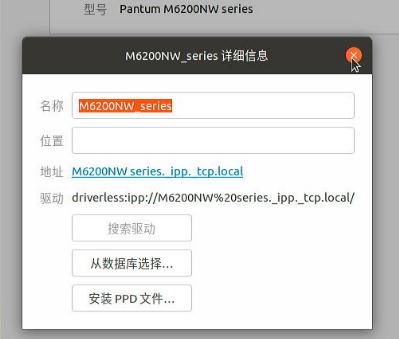 型号 Pantum M6200NW series
M6200NW_series 详细信息
名称 M6200NW_series
位置
地址 M6200NW series._ipp._tcp.local
驱动 driverless:ipp://M6200NW%20series._ipp._tcp.local/
搜索驱动
从数据库选择…
安装 PPD 文件…